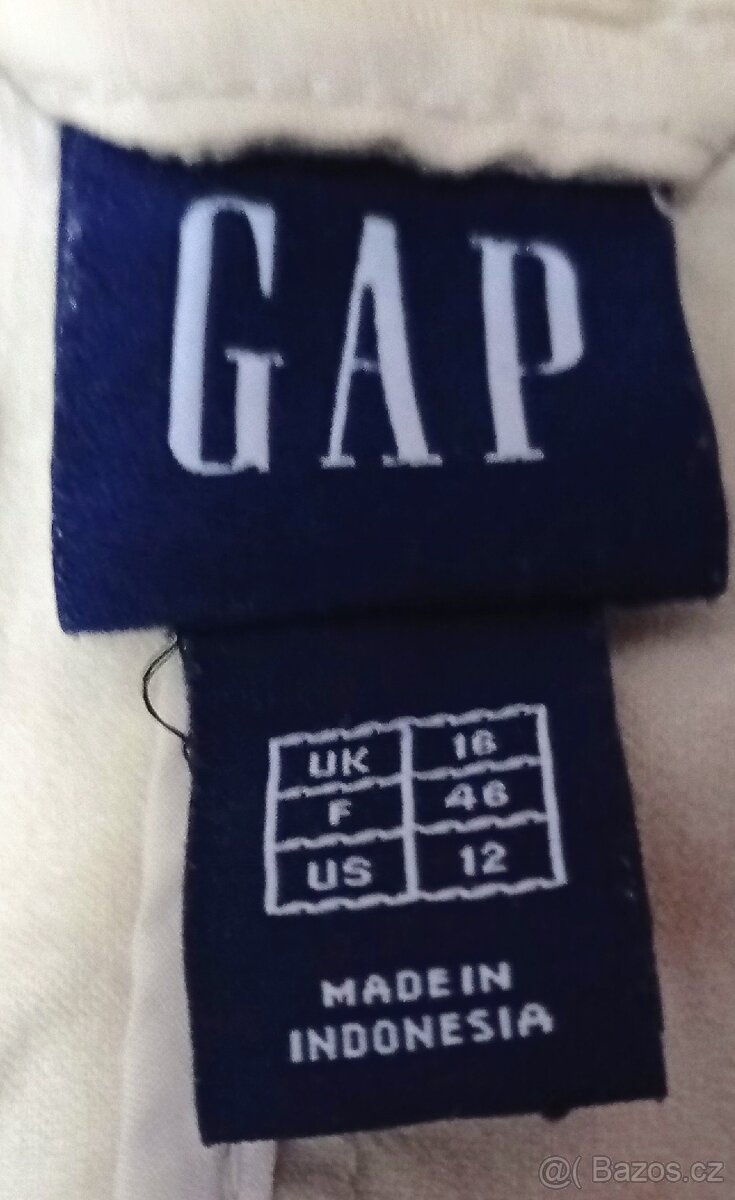 GAP
UK 16
F 46
US 12
MADE IN
INDONESIA
@( Bazos.cz